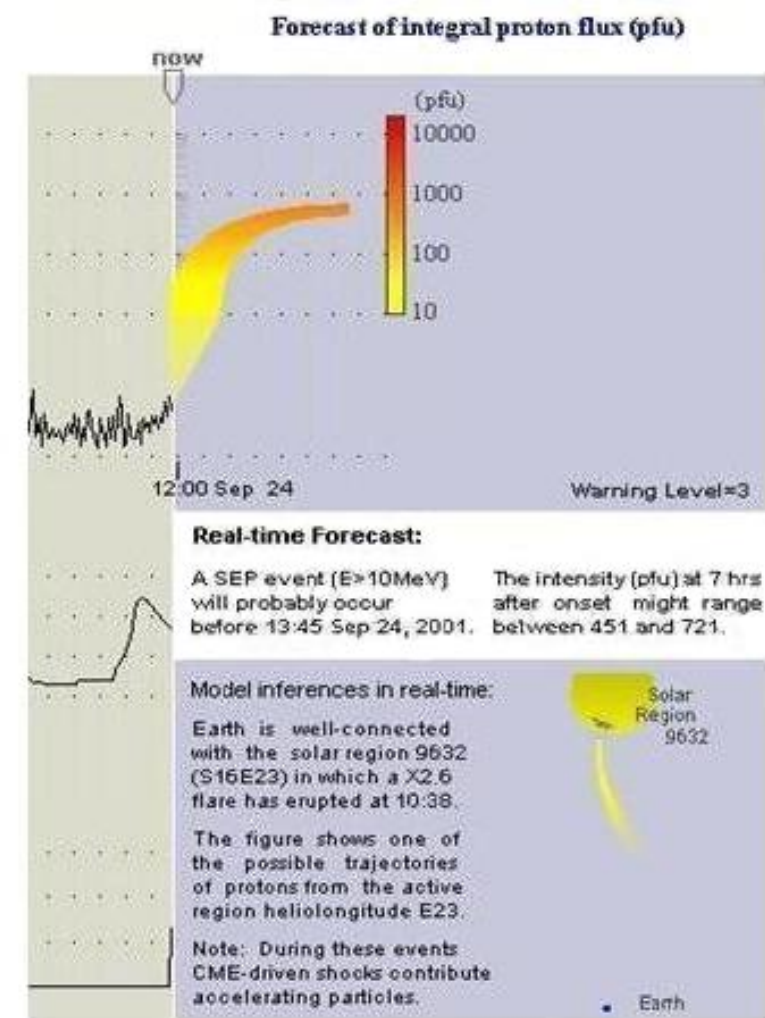 Forecast of integral proton flux (pfu)
now
(pfu)
10000
1000
100
10
12:00 Sep 24
Warning Level=3
Real-time Forecast:
A SEP event (E>10MeV)
will probably occur
before 13:45 Sep 24, 2001.
The intensity (pfu) at 7 hrs
after onset might range
between 451 and 721.
Model inferences in real-time:
Earth is well-connected
with the solar region 9632
(S16E23) in which a X2.6
flare has erupted at 10:38.
The figure shows one of
the possible trajectories
of protons from the active
region heliolongitude E23.
Note: During these events
CME-driven shocks contribute
accelerating particles.
Solar
Region
9632
Earth